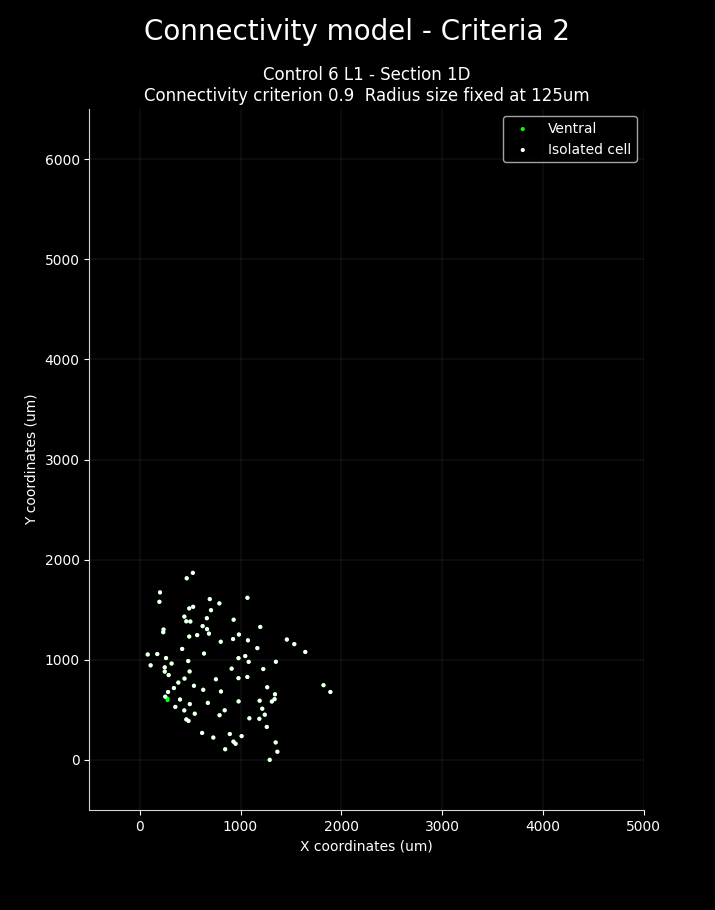 Connectivity model - Criteria 2
Control 6 L1 - Section 1D
Connectivity criterion 0.9  Radius size fixed at 125um
Ventral
Isolated cell
6000
5000
4000
3000
2000
1000
0
Y coordinates (um)
0 1000 2000 3000 4000 5000
X coordinates (um)